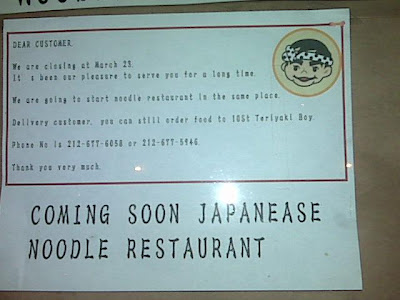 DEAR CUSTOMER.
We are closing at March 23.
It s been our pleasure to serve you for a long time.
We are going to start noodle restaurant in the same place.
Delivery customer, you can still order food to 105t Teriyaki Boy.
Phone No is 212-677-6058 or 212-677-5946.
Thank you very much.
COMING SOON JAPANEASE
NOODLE RESTAURANT